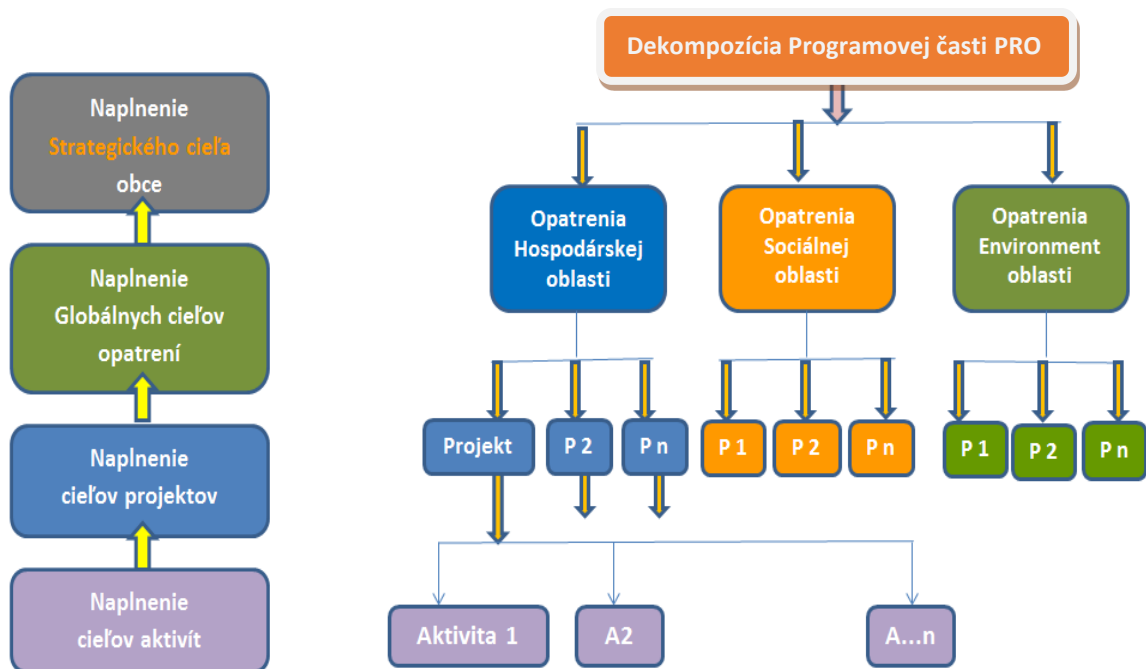 Dekompozícia Programovej časti PRO
Naplnenie
Strategického cieľa
obce
Naplnenie
Globálnych cieľov
opatrení
Naplnenie
cieľov projektov
Naplnenie
cieľov aktivít
Opatrenia
Hospodárskej
oblasti
Opatrenia
Sociálnej
oblasti
Opatrenia
Environment
oblasti
Projekt
P 2
P n
P 1
P 2
P n
P 1
P 2
P n
Aktivita 1
A2
A...n